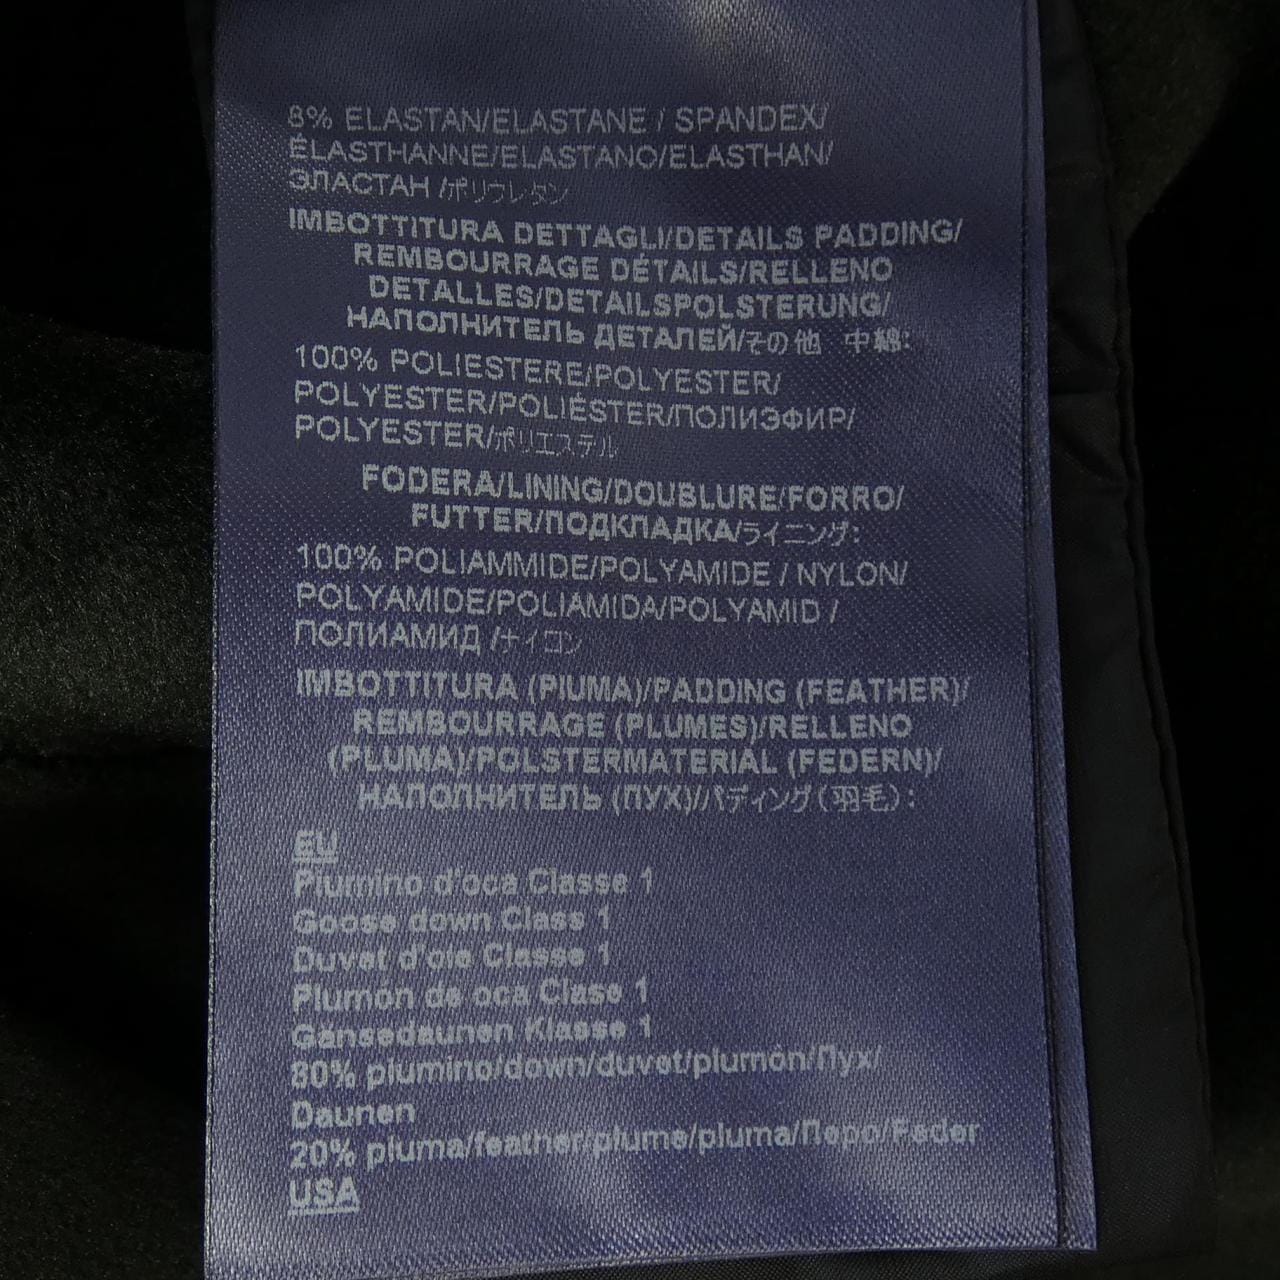 8% ELASTAN/ELASTANE / SPANDEX/
ÉLASTHANNE/ELASTANO/ELASTHAN/
ЭЛАСТАН /ポリウレタン
IMBOTTITURA DETTAGLI/DETAILS PADDING/
REMBOURRAGE DÉTAILS/RELLENO
DETALLES/DETAILSPOLSTERUNG/
НАПОЛНИТЕЛЬ ДЕТАЛЕЙ/その他 中綿:
100% POLIESTERE/POLYESTER/
POLYESTER/POLIÉSTER/ПОЛИЭФИР/
POLYESTER/ポリエステル
FODERA/LINING/DOUBLURE/FORRO/
FUTTER/ПОДКЛАДКА/ライニング:
100% POLIAMMIDE/POLYAMIDE / NYLON/
POLYAMIDE/POLIAMIDA/POLYAMID /
ПОЛИАМИД /ナイロン
IMBOTTITURA (PIUMA)/PADDING (FEATHER)/
REMBOURRAGE (PLUMES)/RELLENO
(PLUMA)/POLSTERMATERIAL (FEDERN)/
НАПОЛНИТЕЛЬ (ПУХ)/パディング(羽毛):
EU
Piumino d'oca Classe 1
Goose down Class 1
Duvet d'oie Classe 1
Plumón de oca Clase 1
Gänsedaunen Klasse 1
80% piumino/down/duvet/plumón/Пух/
Daunen
20% piuma/feather/plume/pluma/Перо/Feder
USA